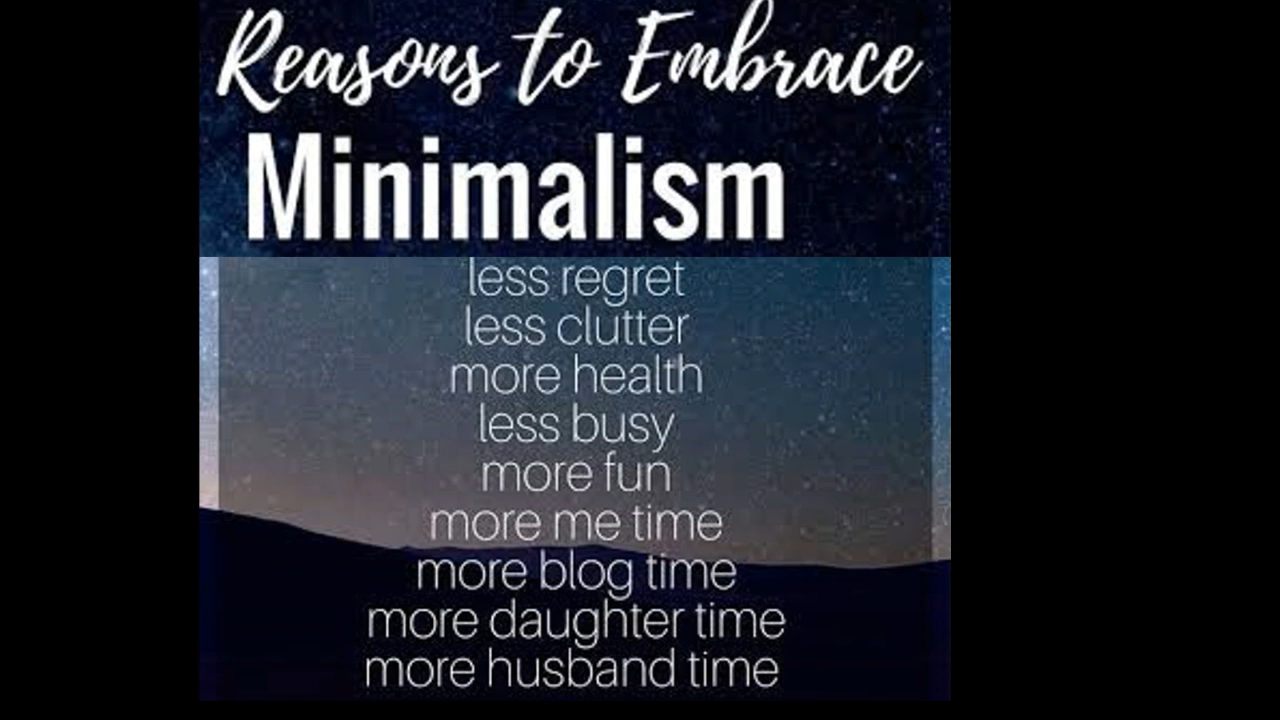 Reasons to Embrace
Minimalism
less regret
less clutter
more health
less busy
more fun
more me time
more blog time
more daughter time
more husband time